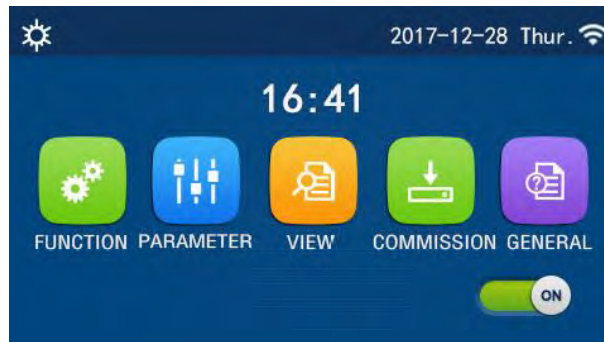 2017-12-28 Thur.
16:41
FUNCTION PARAMETER VIEW COMMISSION GENERAL
ON